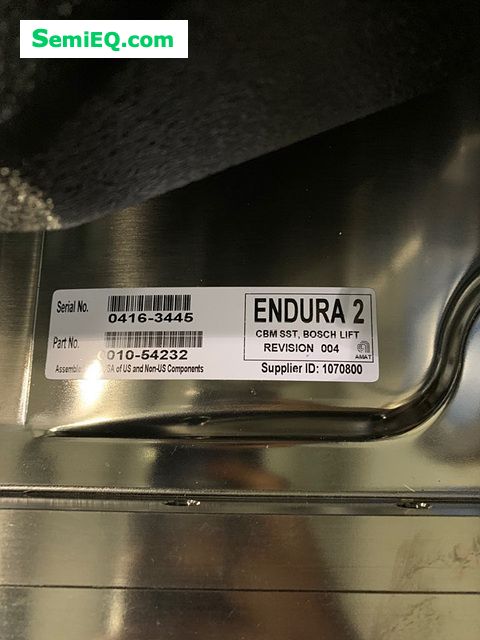 SemiEQ.com
Serial No.
0416-3445
Part No.
010-54232
ENDURA 2
CBM SST, BOSCH LIFT
REVISION 004
AMAT
of US and Non-US Components
Supplier ID: 1070800